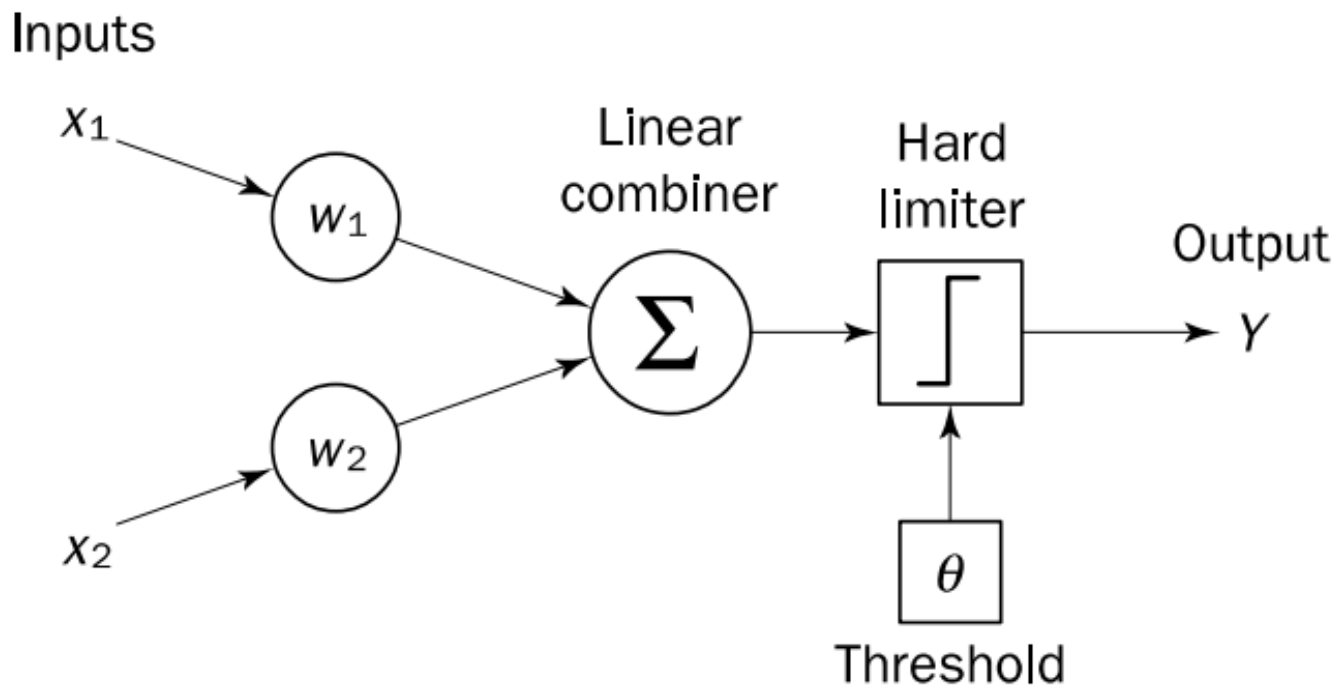 Inputs
x₁
w₁
Linear
combiner
Σ
Hard
limiter
Output
Y
w₂
x₂
θ
Threshold